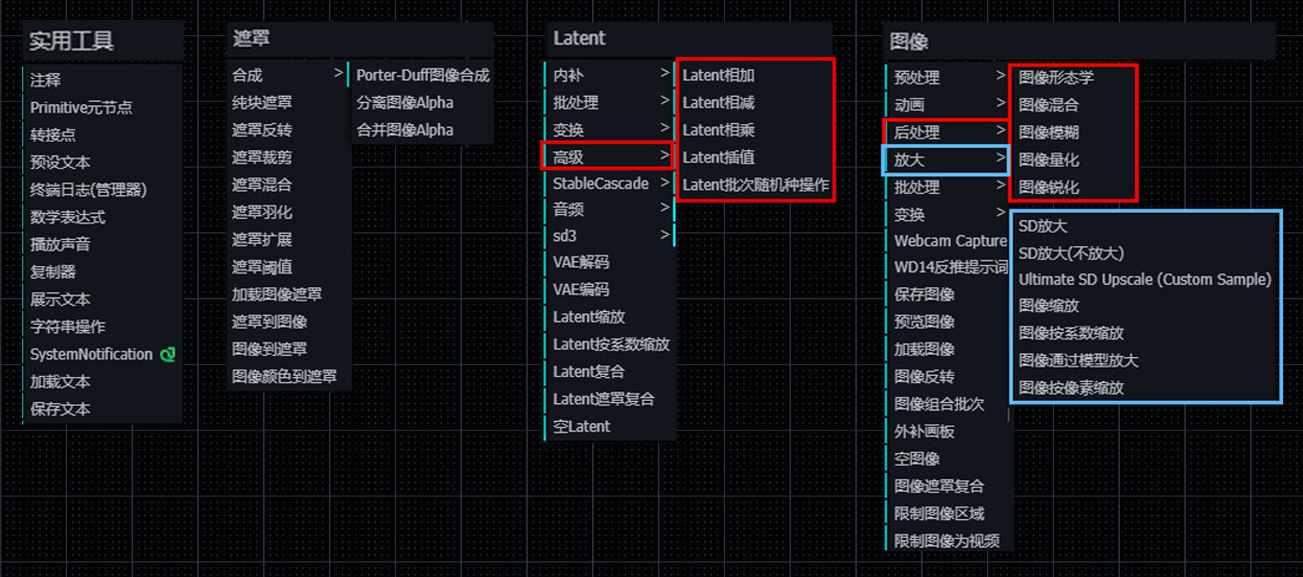 实用工具
注释
Primitive元节点
转接点
预设文本
终端日志(管理器)
数学表达式
播放声音
复制器
展示文本
字符串操作
SystemNotification
加载文本
保存文本
遮罩
合成 >
纯块遮罩
遮罩反转
遮罩裁剪
遮罩混合
遮罩羽化
遮罩扩展
遮罩阈值
加载图像遮罩
遮罩到图像
图像到遮罩
图像颜色到遮罩
Porter-Duff图像合成
分离图像Alpha
合并图像Alpha
Latent
内补 >
批处理 >
变换 >
高级 >
StableCascade >
音频 >
sd3 >
VAE解码
VAE编码
Latent缩放
Latent按系数缩放
Latent复合
Latent遮罩复合
空Latent
Latent相加
Latent相减
Latent相乘
Latent插值
Latent批次随机种操作
图像
预处理 >
动画 >
后处理 >
放大 >
批处理 >
变换 >
Webcam Capture
WD14反推提示词
保存图像
预览图像
加载图像
图像反转
图像组合批次
外补画板
空图像
图像遮罩复合
限制图像区域
限制图像为视频
图像形态学
图像混合
图像模糊
图像量化
图像锐化
SD放大
SD放大(不放大)
Ultimate SD Upscale (Custom Sample)
图像缩放
图像按系数缩放
图像通过模型放大
图像按像素缩放